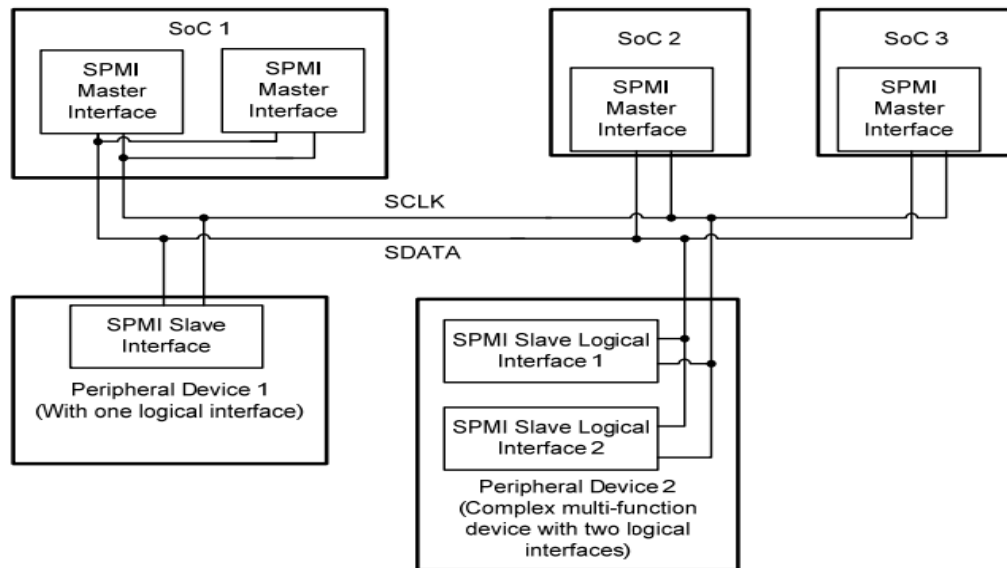 SoC 1
SPMI
Master
Interface
SPMI
Master
Interface
SoC 2
SPMI
Master
Interface
SoC 3
SPMI
Master
Interface
SCLK
SDATA
SPMI Slave
Interface
Peripheral Device 1
(With one logical interface)
SPMI Slave Logical
Interface 1
SPMI Slave Logical
Interface 2
Peripheral Device 2
(Complex multi-function
device with two logical
interfaces)